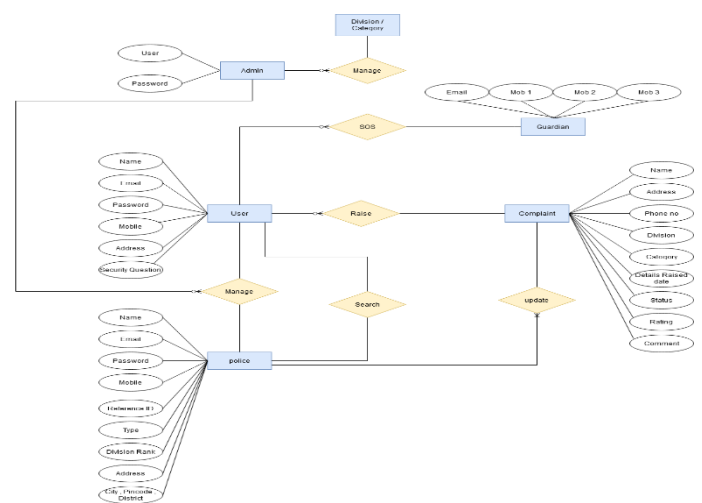 Division /
Category
User
Admin
Manage
Password
Email
Mob 1
Mob 2
Mob 3
SOS
Guardian
Name
Email
Password
Mobile
Address
Security Question
User
Raise
Complaint
Name
Address
Phone no
Division
Category
Details Raised
date
Status
Rating
Comment
Manage
Search
update
Name
Email
Password
Mobile
Reference ID
Type
Division Rank
Address
City, Pincode,
District
police